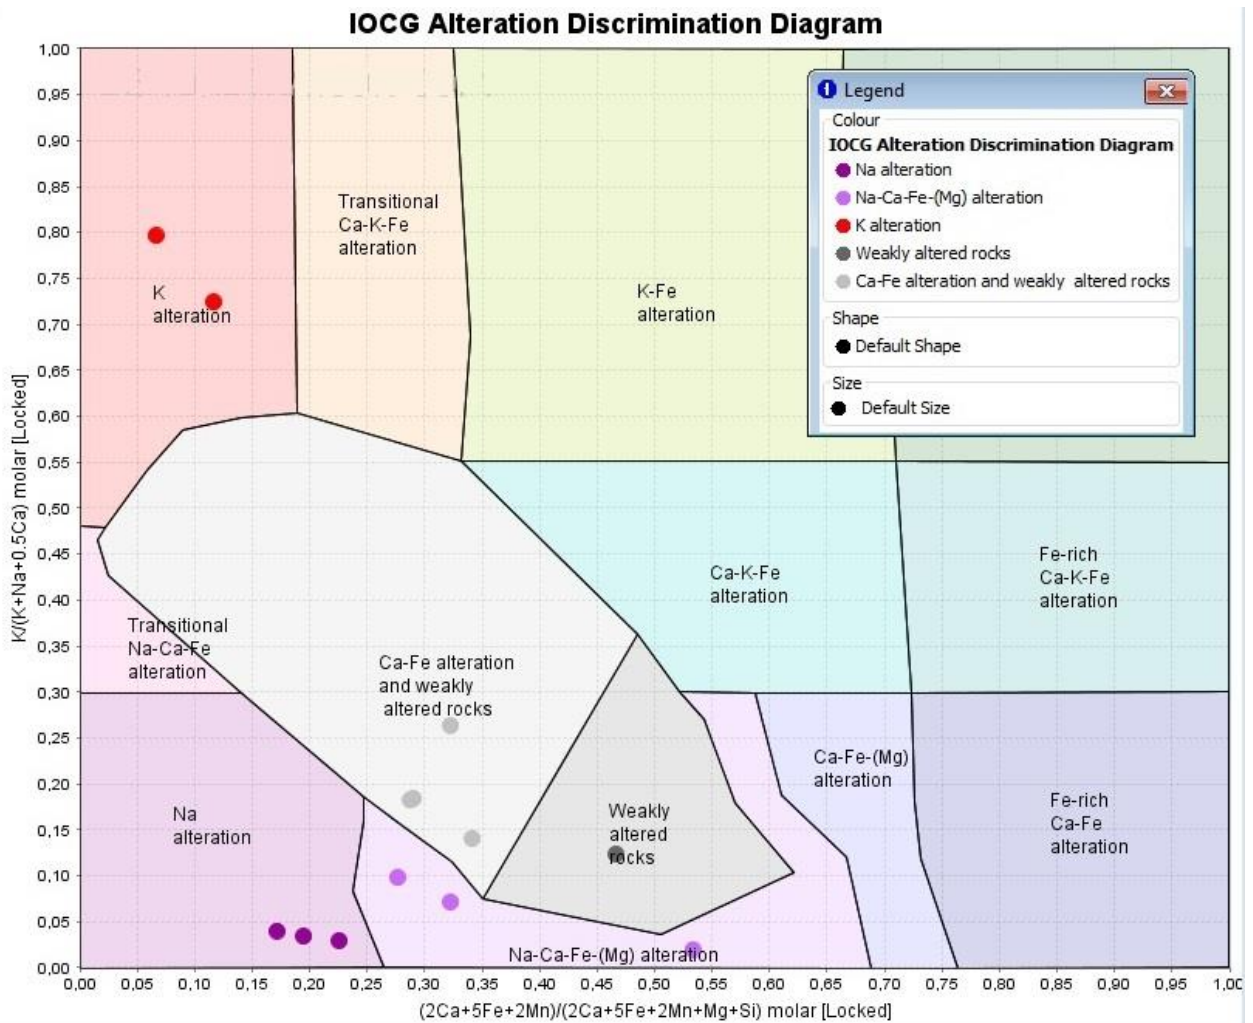 IOCG Alteration Discrimination Diagram
1,00
0,95
0,90
0,85
0,80
0,75
0,70
0,65
0,60
0,55
0,50
0,45
0,40
0,35
0,30
0,25
0,20
0,15
0,10
0,05
0,00
K/(K+Na+0.5Ca) molar [Locked]
Transitional
Ca-K-Fe
alteration
K
alteration
K-Fe
alteration
Legend
Colour
IOCG Alteration Discrimination Diagram
Na alteration
Na-Ca-Fe-(Mg) alteration
K alteration
Weakly altered rocks
Ca-Fe alteration and weakly altered rocks
Shape
Default Shape
Size
Default Size
Ca-K-Fe
alteration
Fe-rich
Ca-K-Fe
alteration
Transitional
Na-Ca-Fe
alteration
Ca-Fe alteration
and weakly
altered rocks
Ca-Fe-(Mg)
alteration
Na
alteration
Weakly
altered
rocks
Fe-rich
Ca-Fe
alteration
Na-Ca-Fe-(Mg) alteration
0,00 0,05 0,10 0,15 0,20 0,25 0,30 0,35 0,40 0,45 0,50 0,55 0,60 0,65 0,70 0,75 0,80 0,85 0,90 0,95 1,00
(2Ca+5Fe+2Mn)/(2Ca+5Fe+2Mn+Mg+Si) molar [Locked]